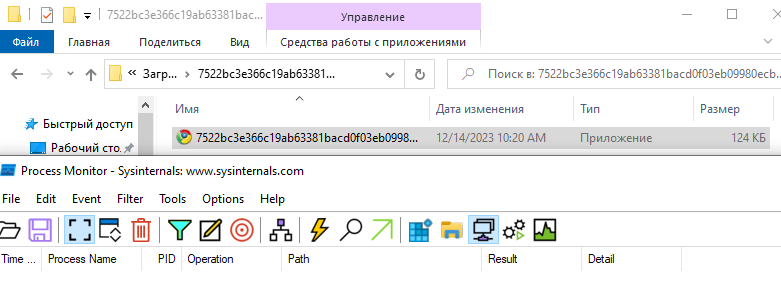 7522bc3e366c19ab63381bac...
Управление
Файл Главная Поделиться Вид Средства работы с приложениями
« Загр... 7522bc3e366c19ab63381... Поиск в: 7522bc3e366c19ab63381bacd0f03eb09980ecb...
Имя Дата изменения Тип Размер
Быстрый доступ
7522bc3e366c19ab63381bacd0f03eb0998... 12/14/2023 10:20 AM Приложение 124 КБ
Рабочий сто.
Process Monitor - Sysinternals: www.sysinternals.com
File Edit Event Filter Tools Options Help
Time ... Process Name PID Operation Path Result Detail